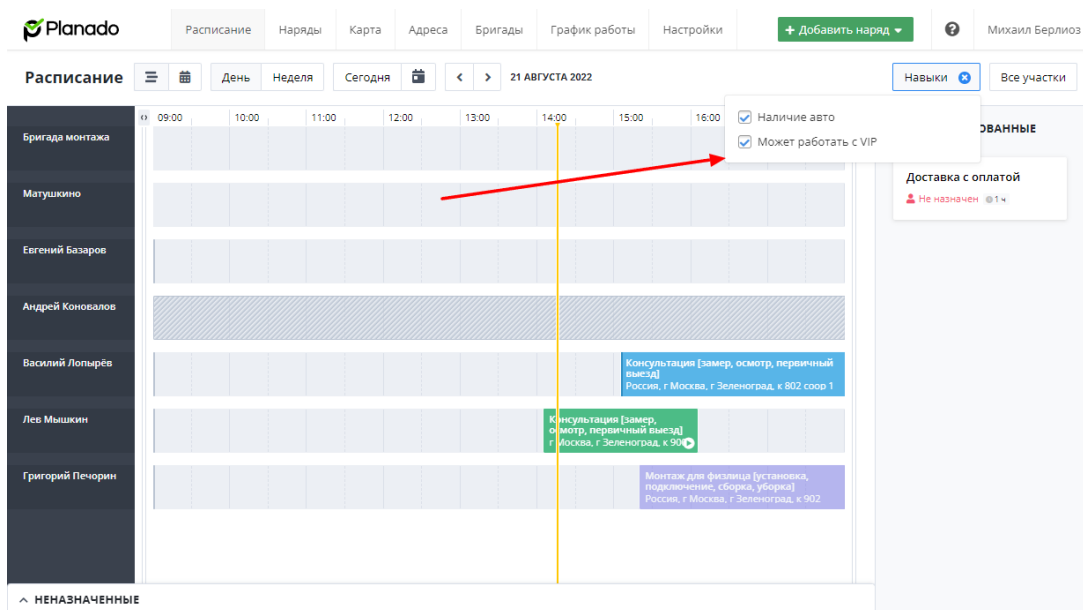 Planado
Расписание Наряды Карта Адреса Бригады График работы Настройки
+ Добавить наряд
Михаил Берлиоз
Расписание
День Неделя
Сегодня
21 АВГУСТА 2022
Навыки
Все участки
09:00 10:00 11:00 12:00 13:00 14:00 15:00 16:00
Наличие авто
Может работать с VIP
ОВАННЫЕ
Доставка с оплатой
Не назначен 1 ч
Бригада монтажа
Матушкино
Евгений Базаров
Андрей Коновалов
Василий Лопырёв
Консультация [замер, осмотр, первичный
выезд]
Россия, г Москва, г Зеленоград, к 802 соор 1
Лев Мышкин
Консультация [замер,
осмотр, первичный выезд]
г Москва, г Зеленоград, к 900
Григорий Печорин
Монтаж для физлица [установка,
подключение, сборка, уборка]
Россия, г Москва, г Зеленоград, к 902
НЕНАЗНАЧЕННЫЕ